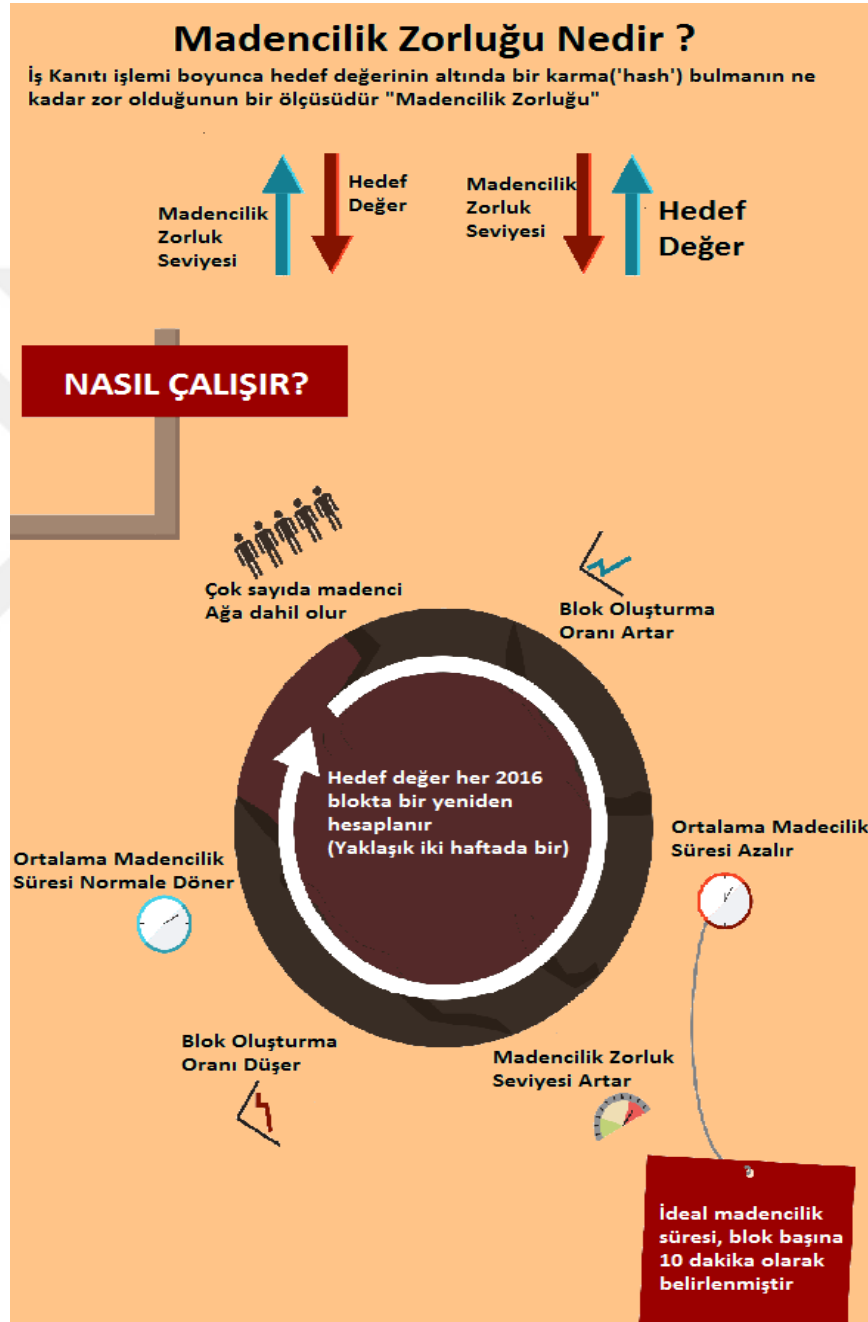 Madencilik Zorluğu Nedir ?
İş Kanıtı işlemi boyunca hedef değerinin altında bir karma('hash') bulmanın ne
kadar zor olduğunun bir ölçüsüdür "Madencilik Zorluğu"
Madencilik
Zorluk
Seviyesi
Hedef
Değer
Madencilik
Zorluk
Seviyesi
Hedef
Değer
NASIL ÇALIŞIR?
Çok sayıda madenci
Ağa dahil olur
Blok Oluşturma
Oranı Artar
Hedef değer her 2016
blokta bir yeniden
hesaplanır
(Yaklaşık iki haftada bir)
Ortalama Madecilik
Süresi Azalır
Ortalama Madencilik
Süresi Normale Döner
Blok Oluşturma
Oranı Düşer
Madencilik Zorluk
Seviyesi Artar
İdeal madencilik
süresi, blok başına
10 dakika olarak
belirlenmiştir